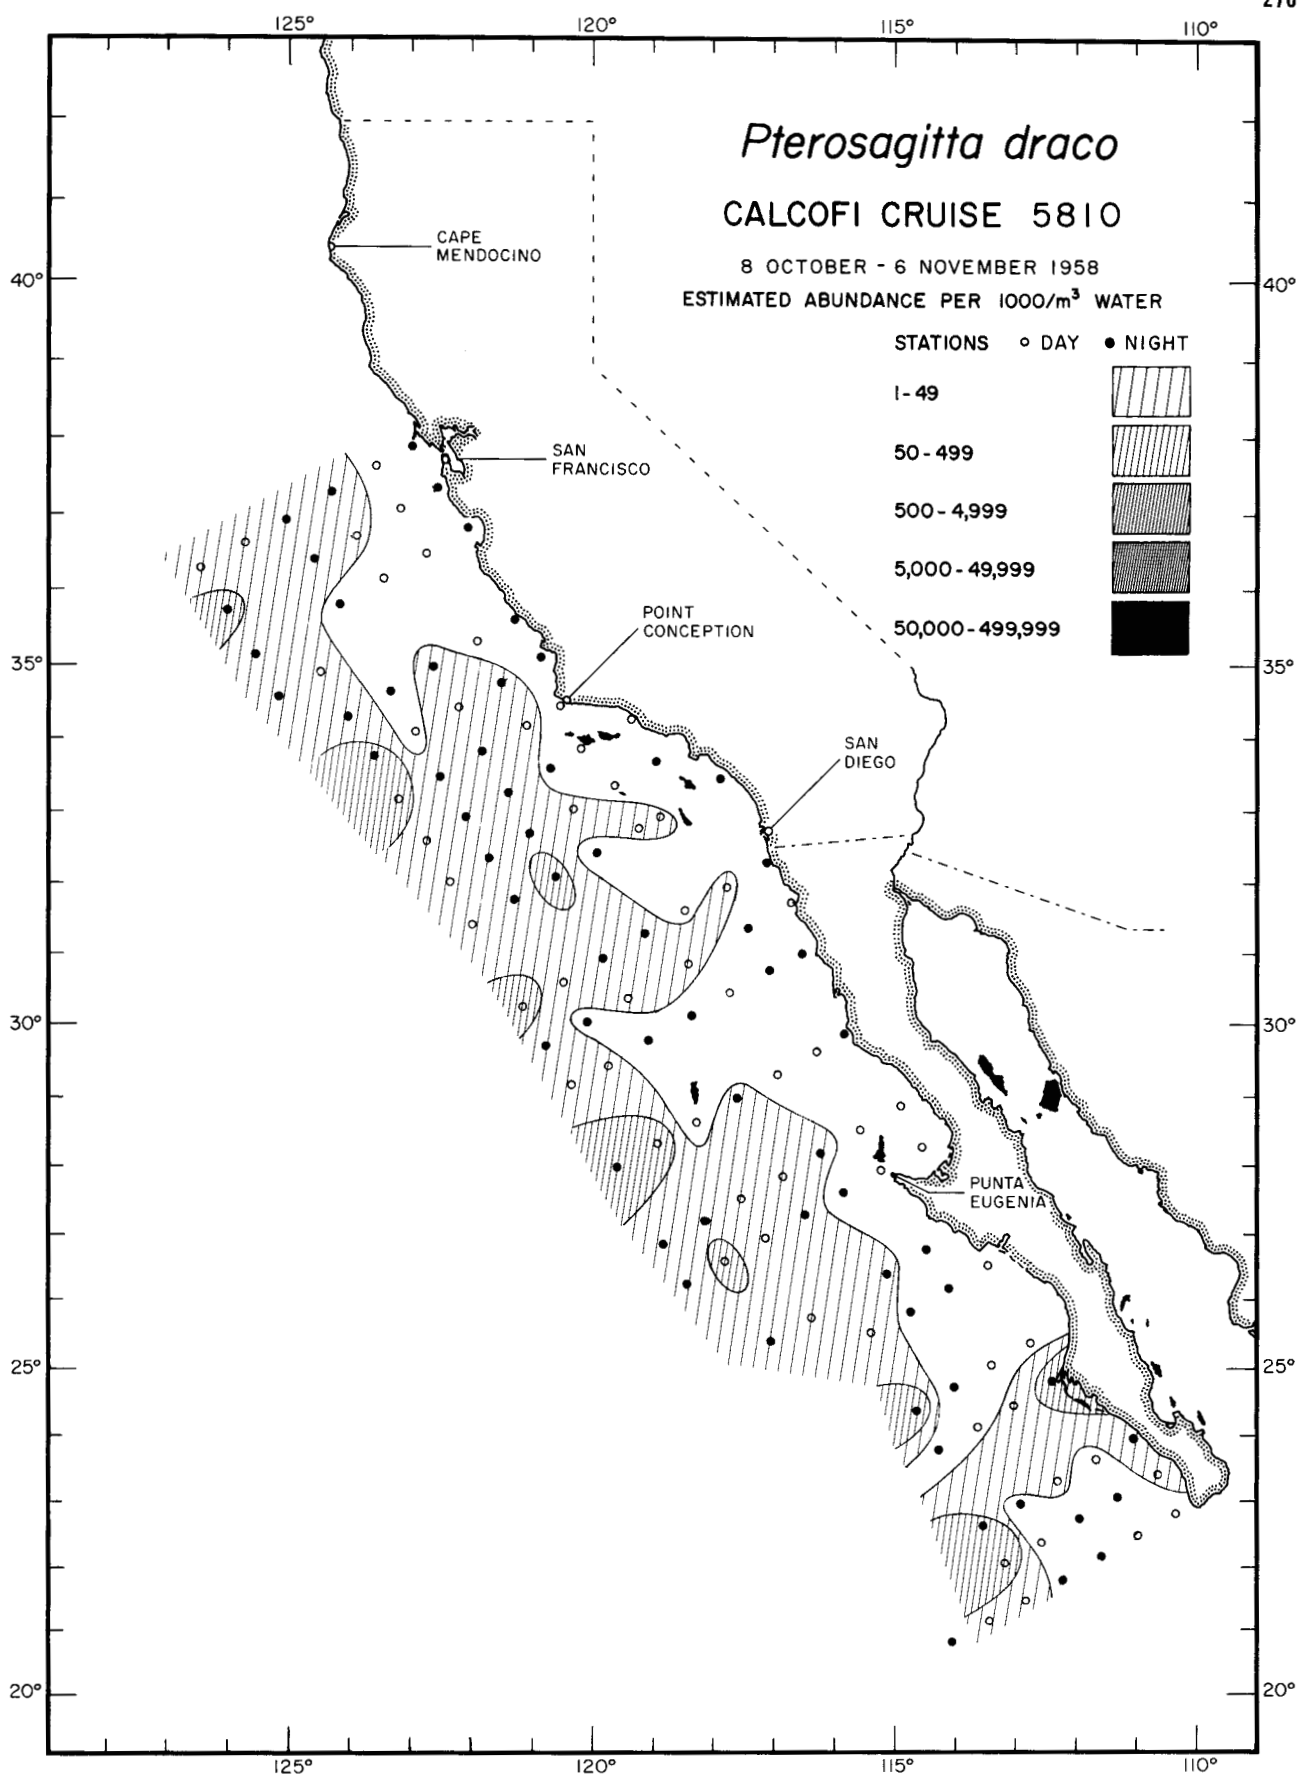 125°
120°
115°
110°
Pterosagitta draco
CALCOFI CRUISE 5810
8 OCTOBER - 6 NOVEMBER 1958
ESTIMATED ABUNDANCE PER 1000/m³ WATER
STATIONS ○ DAY ● NIGHT
1-49
50-499
500-4,999
5,000-49,999
50,000-499,999
CAPE
MENDOCINO
40°
40°
SAN
FRANCISCO
POINT
CONCEPTION
35°
35°
SAN
DIEGO
30°
30°
PUNTA
EUGENIA
25°
25°
20°
20°
125°
120°
115°
110°